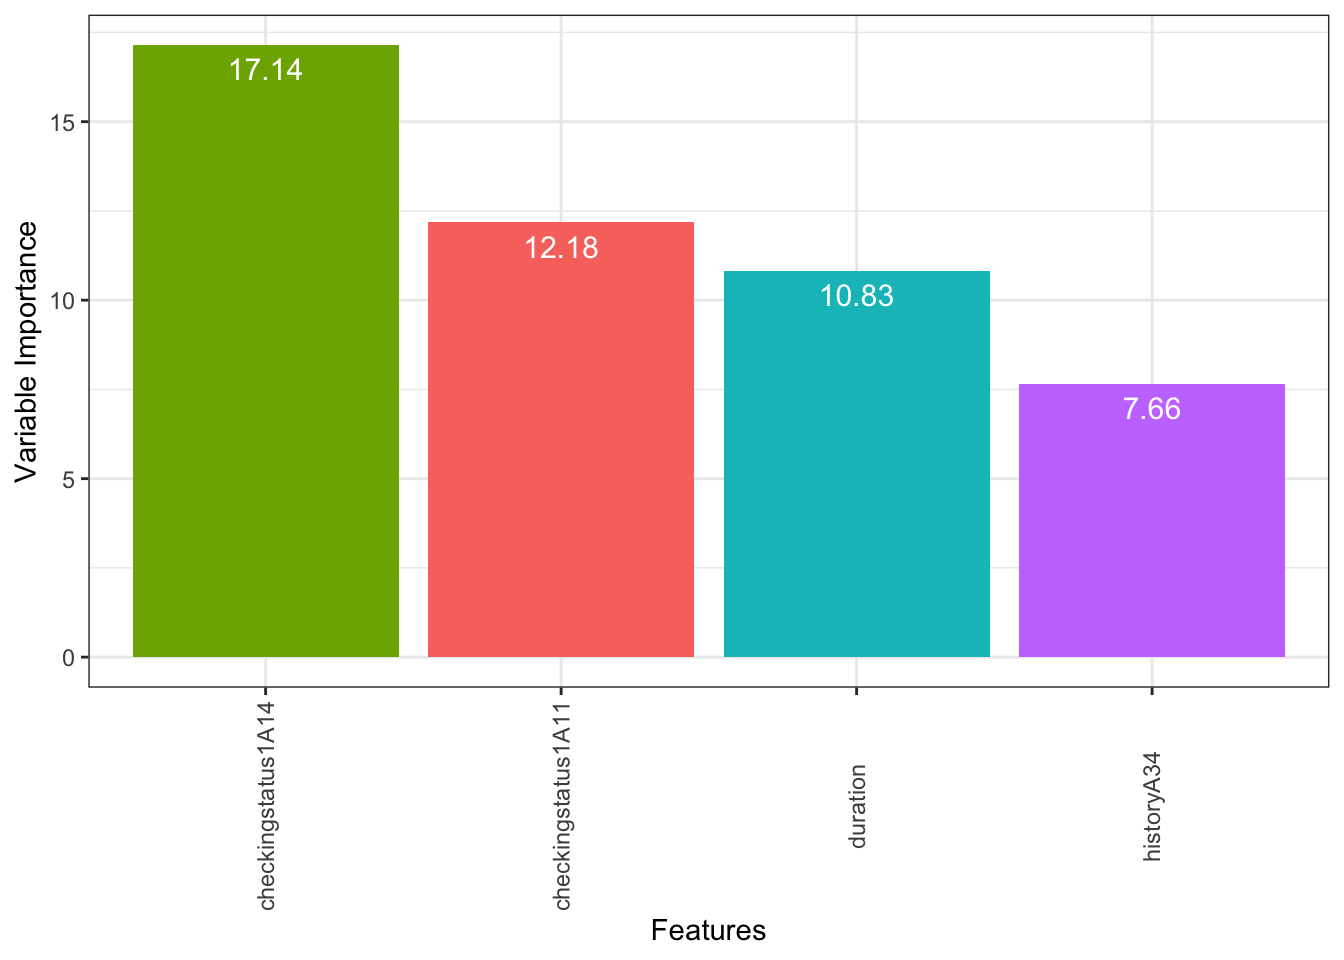 17.14
12.18
10.83
7.66
15
10
5
0
Variable Importance
checkingstatus1A14
checkingstatus1A11
duration
historyA34
Features